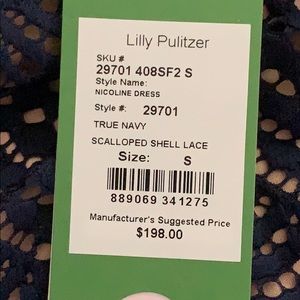 Lilly Pulitzer
SKU #
29701 408SF2 S
Style Name:
NICOLINE DRESS
Style #: 29701
TRUE NAVY
SCALLOPED SHELL LACE
Size: S
889069 341275
Manufacturer's Suggested Price
$198.00